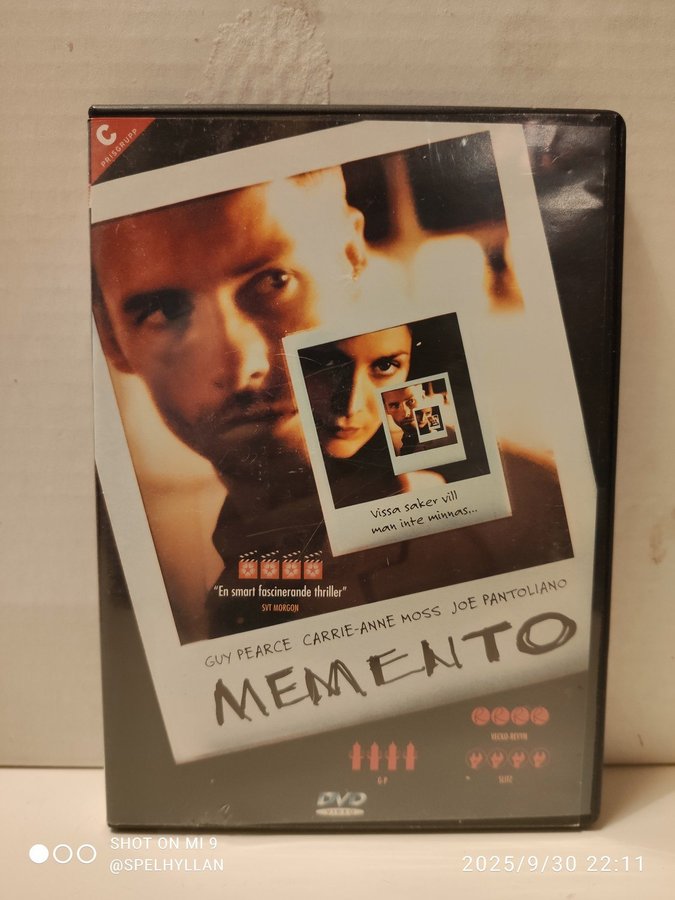 C
PRISGRUPP
vissa saker vill
man inte minnas...
"En smart fascinerande thriller"
SVT MORGON
GUY PEARCE CARRIE-ANNE MOSS JOE PANTOLIANO
MEMENTO
VECKO-REVYN
G-P
SLITZ
DVD
VIDEO
SHOT ON MI 9
@SPELHYLLAN
2025/9/30 22:11